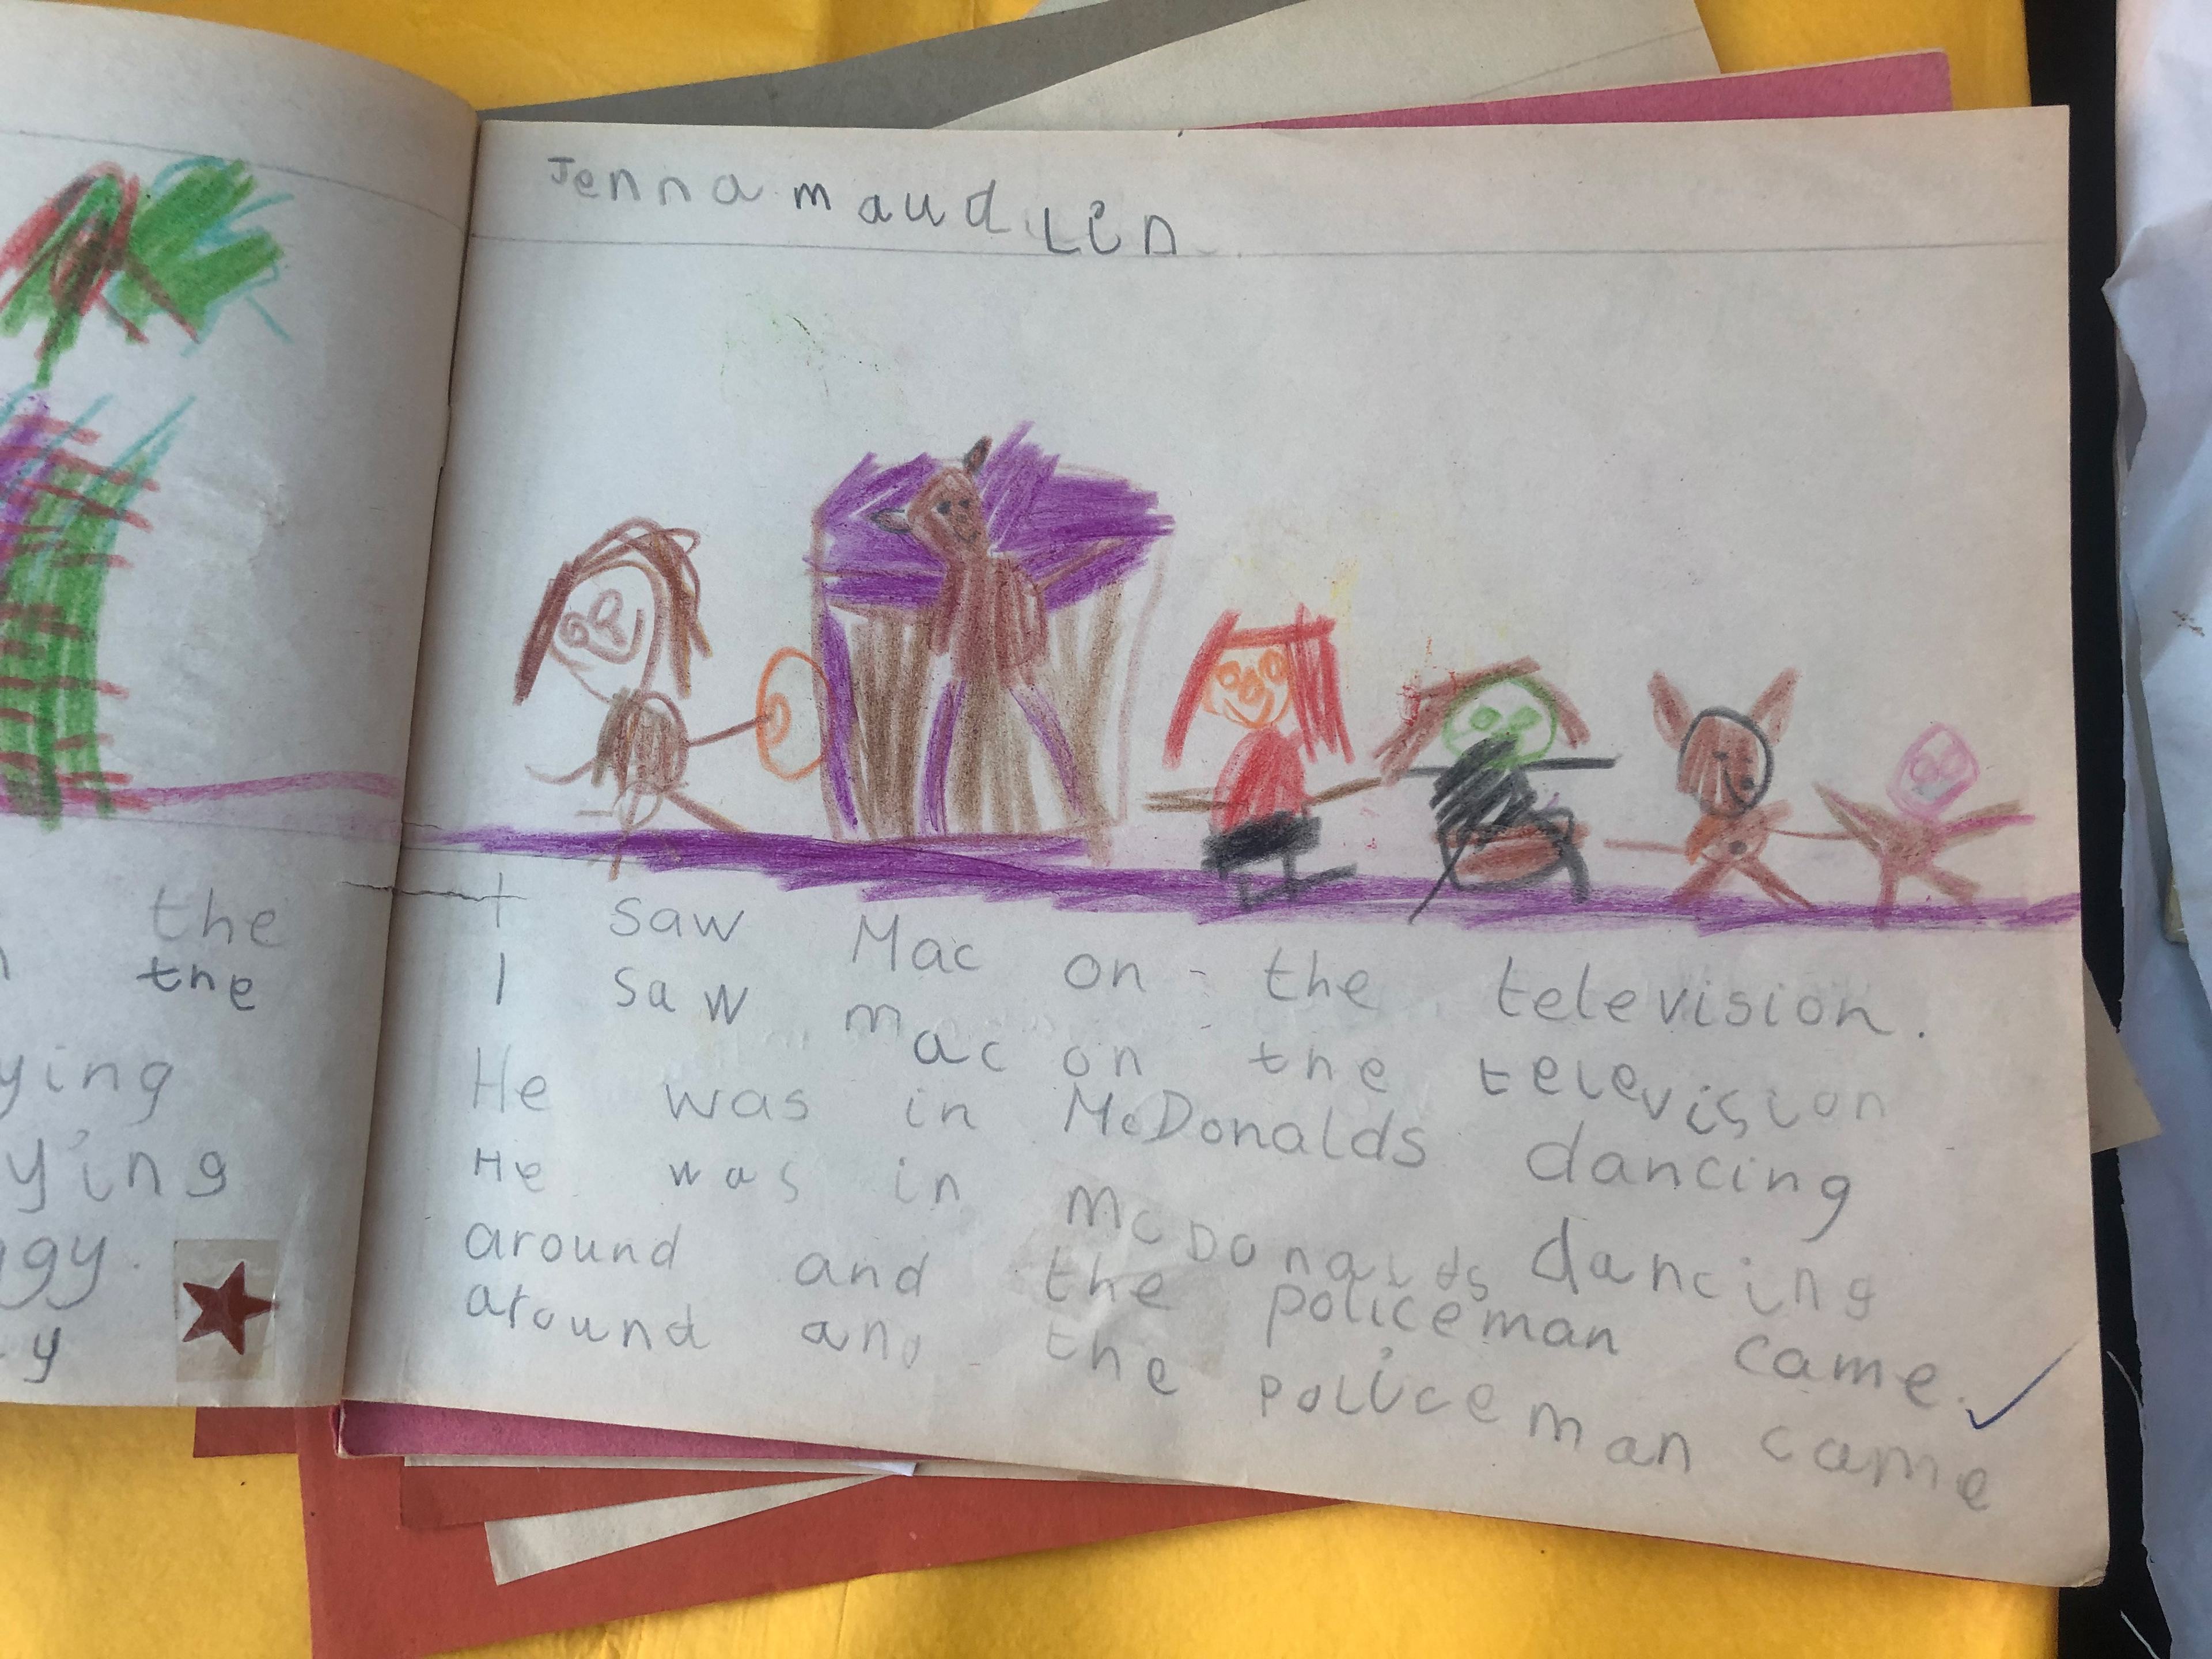 the
the
ying
ying
ggy.
y
Jenna maudLin
I saw Mac on the television.
I saw mac on the television
He was in McDonalds dancing
He was in McDonalds dancing
around and the policeman came.
around and the policeman came